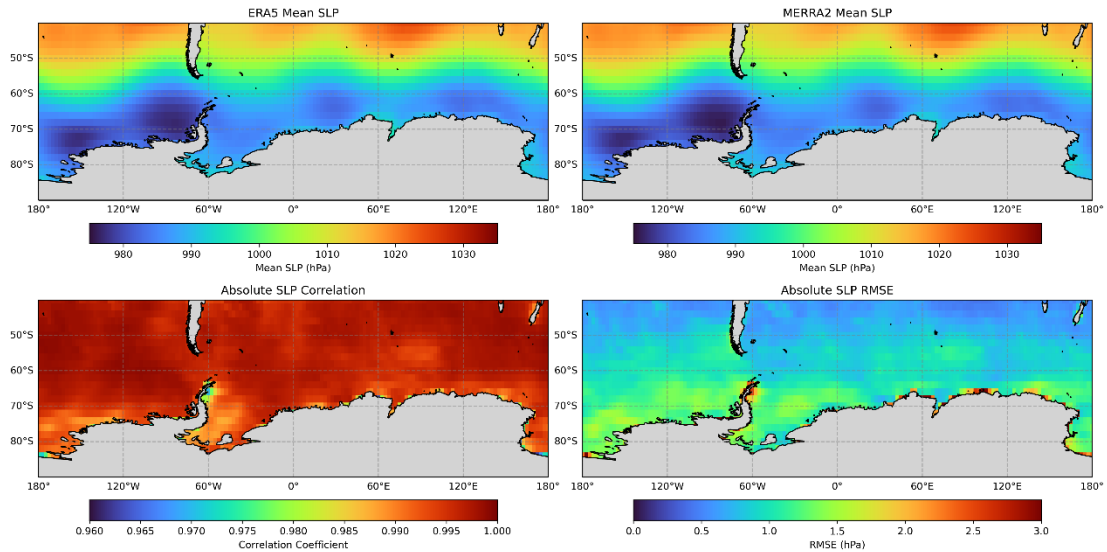 ERA5 Mean SLP
50°S
60°S
70°S
80°S
180° 120°W 60°W 0° 60°E 120°E 180°
980 990 1000 1010 1020 1030
Mean SLP (hPa)
MERRA2 Mean SLP
50°S
60°S
70°S
80°S
180° 120°W 60°W 0° 60°E 120°E 180°
980 990 1000 1010 1020 1030
Mean SLP (hPa)
Absolute SLP Correlation
50°S
60°S
70°S
80°S
180° 120°W 60°W 0° 60°E 120°E 180°
0.960 0.965 0.970 0.975 0.980 0.985 0.990 0.995 1.000
Correlation Coefficient
Absolute SLP RMSE
50°S
60°S
70°S
80°S
180° 120°W 60°W 0° 60°E 120°E 180°
0.0 0.5 1.0 1.5 2.0 2.5 3.0
RMSE (hPa)